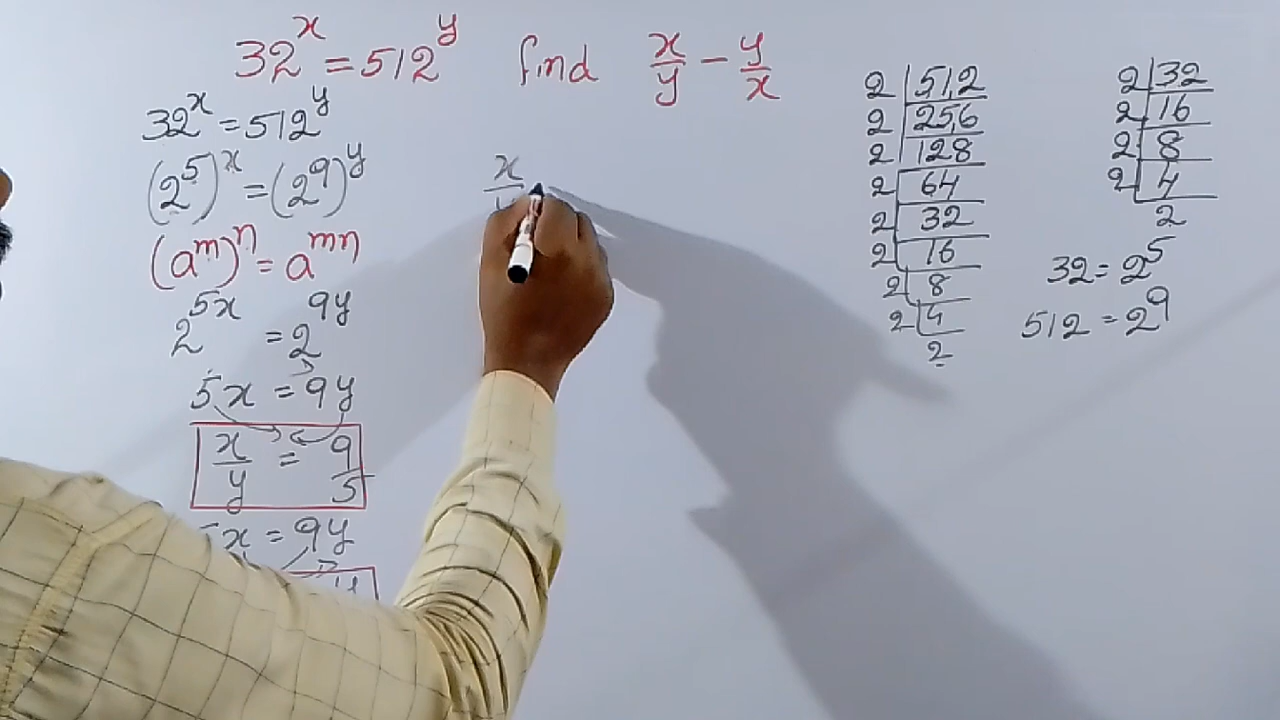 32^x = 512^y find x/y - y/x
32^x = 512^y
(2^5)^x = (2^9)^y
(a^m)^n = a^mn
2^5x = 2^9y
5x = 9y
x/y = 9/5
5x = 9y
y
x
2 | 512
2 | 256
2 | 128
2 | 64
2 | 32
2 | 16
2 | 8
2 | 4
2
2 | 32
2 | 16
2 | 8
2 | 4
2
32 = 2^5
512 = 2^9